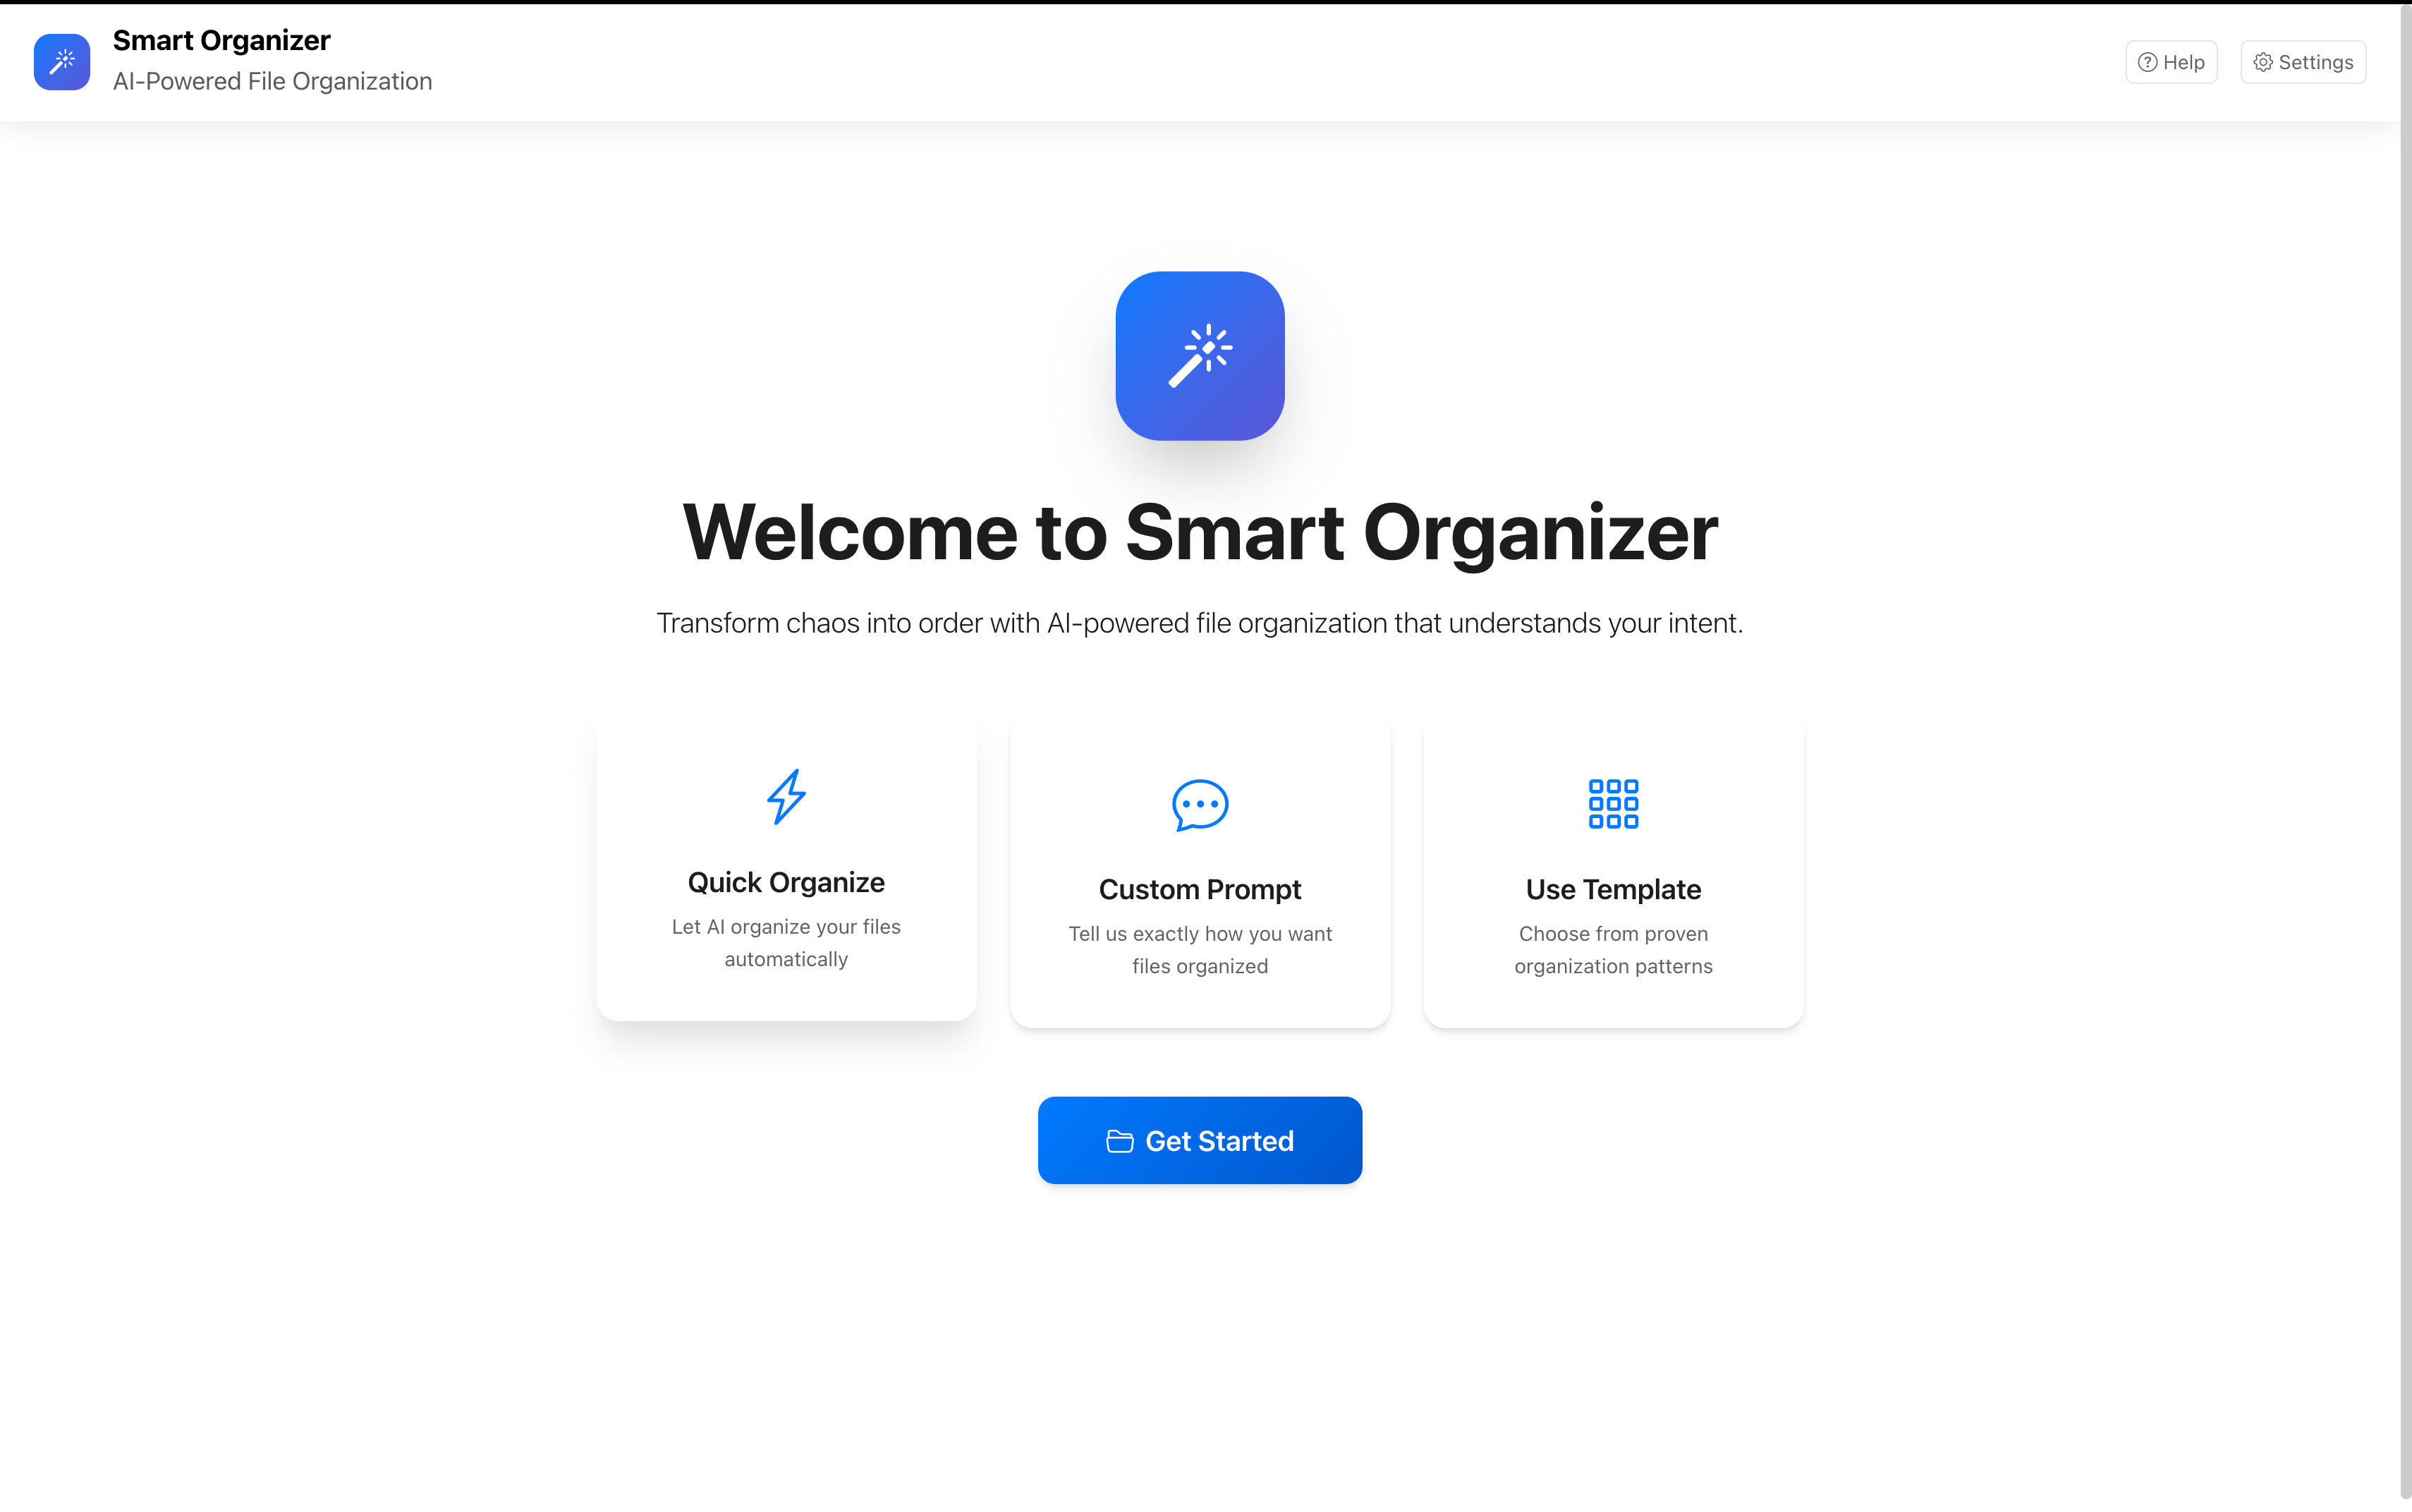 Smart Organizer
AI-Powered File Organization
Help
Settings
Welcome to Smart Organizer
Transform chaos into order with AI-powered file organization that understands your intent.
Quick Organize
Let AI organize your files
automatically
Custom Prompt
Tell us exactly how you want
files organized
Use Template
Choose from proven
organization patterns
Get Started